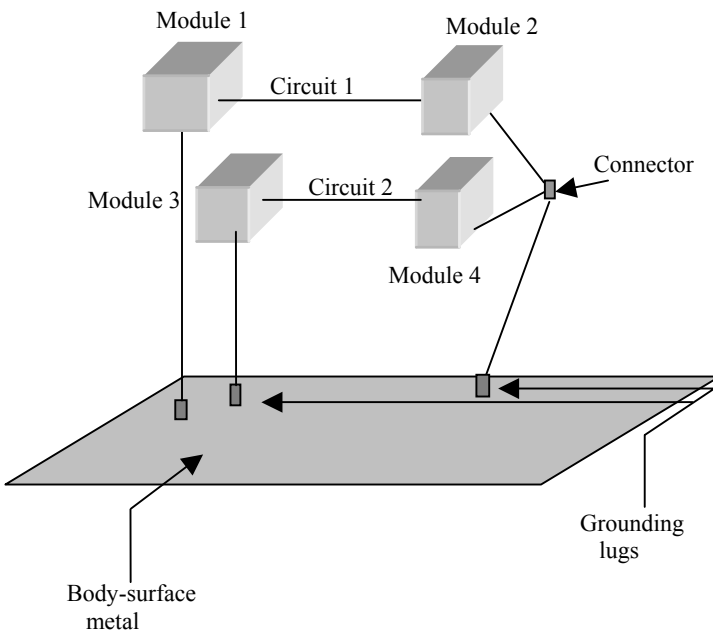 Module 1
Module 2
Circuit 1
Connector
Module 3
Circuit 2
Module 4
Grounding
lugs
Body-surface
metal